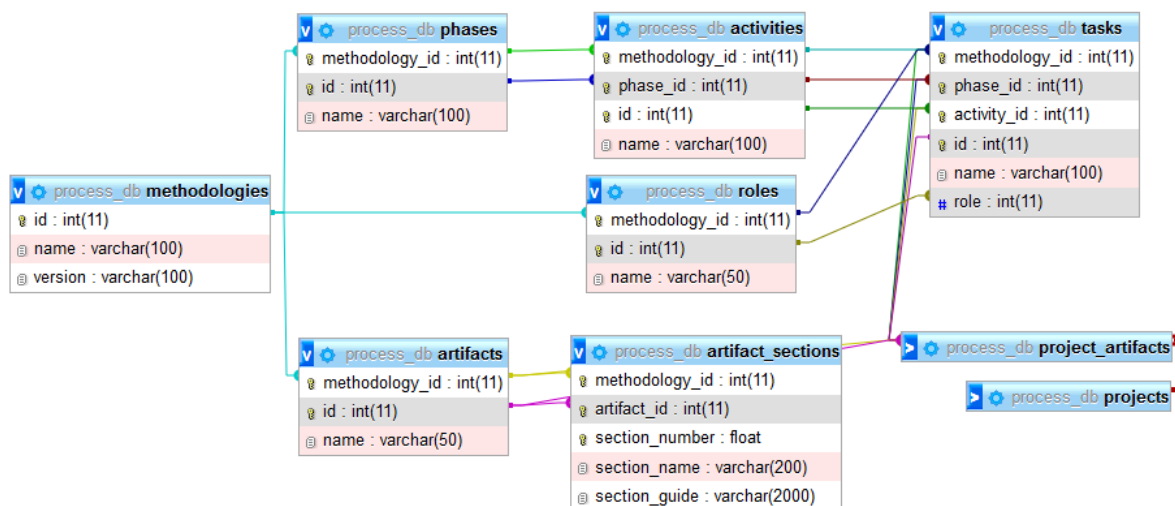 process_db phases
methodology_id : int(11)
id : int(11)
name : varchar(100)
process_db activities
methodology_id : int(11)
phase_id : int(11)
id : int(11)
name : varchar(100)
process_db tasks
methodology_id : int(11)
phase_id : int(11)
activity_id : int(11)
id : int(11)
name : varchar(100)
# role : int(11)
process_db methodologies
id : int(11)
name : varchar(100)
version : varchar(100)
process_db roles
methodology_id : int(11)
id : int(11)
name : varchar(50)
process_db artifacts
methodology_id : int(11)
id : int(11)
name : varchar(50)
process_db artifact_sections
methodology_id : int(11)
artifact_id : int(11)
section_number : float
section_name : varchar(200)
section_guide : varchar(2000)
process_db project_artifacts
process_db projects